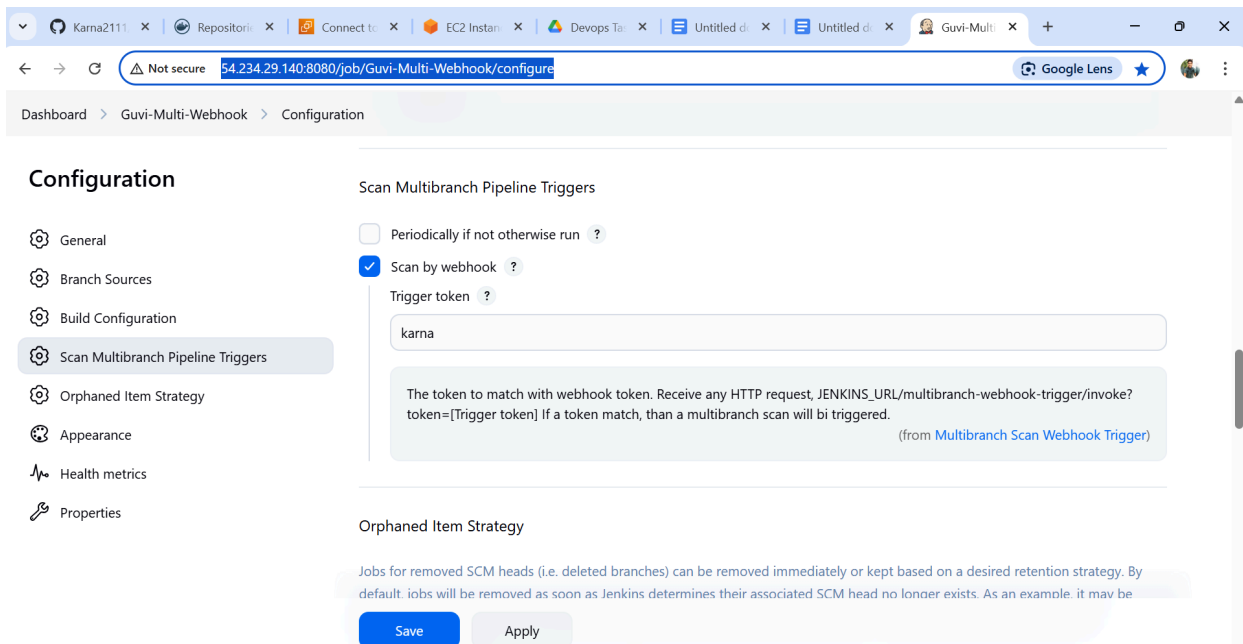 Karna2111
Repositorie
Connect to
EC2 Instan
Devops Tas
Untitled do
Untitled do
Guvi-Multi
Not secure
54.234.29.140:8080/job/Guvi-Multi-Webhook/configure
Google Lens
Dashboard > Guvi-Multi-Webhook > Configuration
Configuration
General
Branch Sources
Build Configuration
Scan Multibranch Pipeline Triggers
Orphaned Item Strategy
Appearance
Health metrics
Properties
Scan Multibranch Pipeline Triggers
Periodically if not otherwise run ?
Scan by webhook ?
Trigger token ?
karna
The token to match with webhook token. Receive any HTTP request, JENKINS_URL/multibranch-webhook-trigger/invoke?
token=[Trigger token] If a token match, than a multibranch scan will bi triggered.
(from Multibranch Scan Webhook Trigger)
Orphaned Item Strategy
Jobs for removed SCM heads (i.e. deleted branches) can be removed immediately or kept based on a desired retention strategy. By
default, jobs will be removed as soon as Jenkins determines their associated SCM head no longer exists. As an example, it may be
Save
Apply